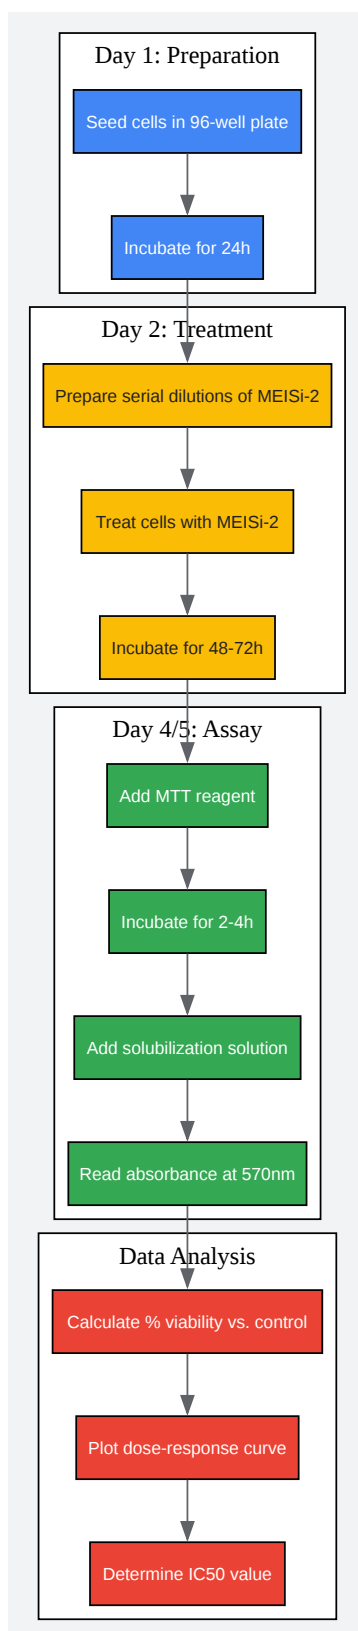 Day 1: Preparation
Seed cells in 96-well plate
Incubate for 24h
Day 2: Treatment
Prepare serial dilutions of MEISi-2
Treat cells with MEISi-2
Incubate for 48-72h
Day 4/5: Assay
Add MTT reagent
Incubate for 2-4h
Add solubilization solution
Read absorbance at 570nm
Data Analysis
Calculate % viability vs. control
Plot dose-response curve
Determine IC50 value